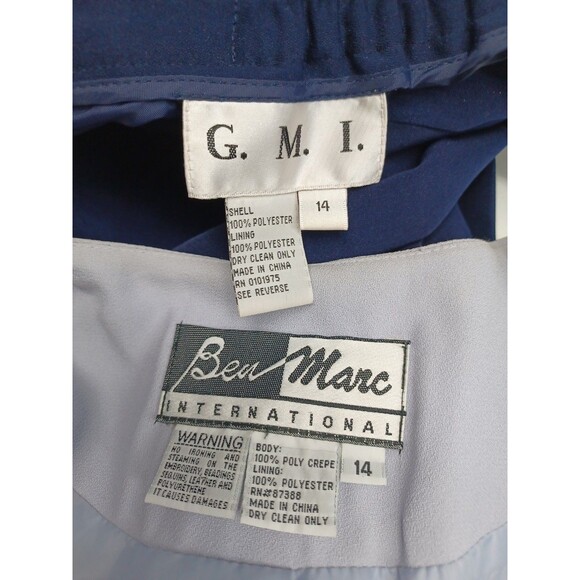 G. M. I.
14
SHELL
100% POLYESTER
LINING
100% POLYESTER
DRY CLEAN ONLY
MADE IN CHINA
RN 0101975
SEE REVERSE
Ben Marc
INTERNATIONAL
WARNING
NO IRONING AND
STEAMING ON THE
EMBROIDERY, BEADINGS
SEQUINS, LEATHER AND
POLYURETHENE
IT CAUSES DAMAGES
BODY:
100% POLY CREPE
LINING:
100% POLYESTER
RN#87388
MADE IN CHINA
DRY CLEAN ONLY
14